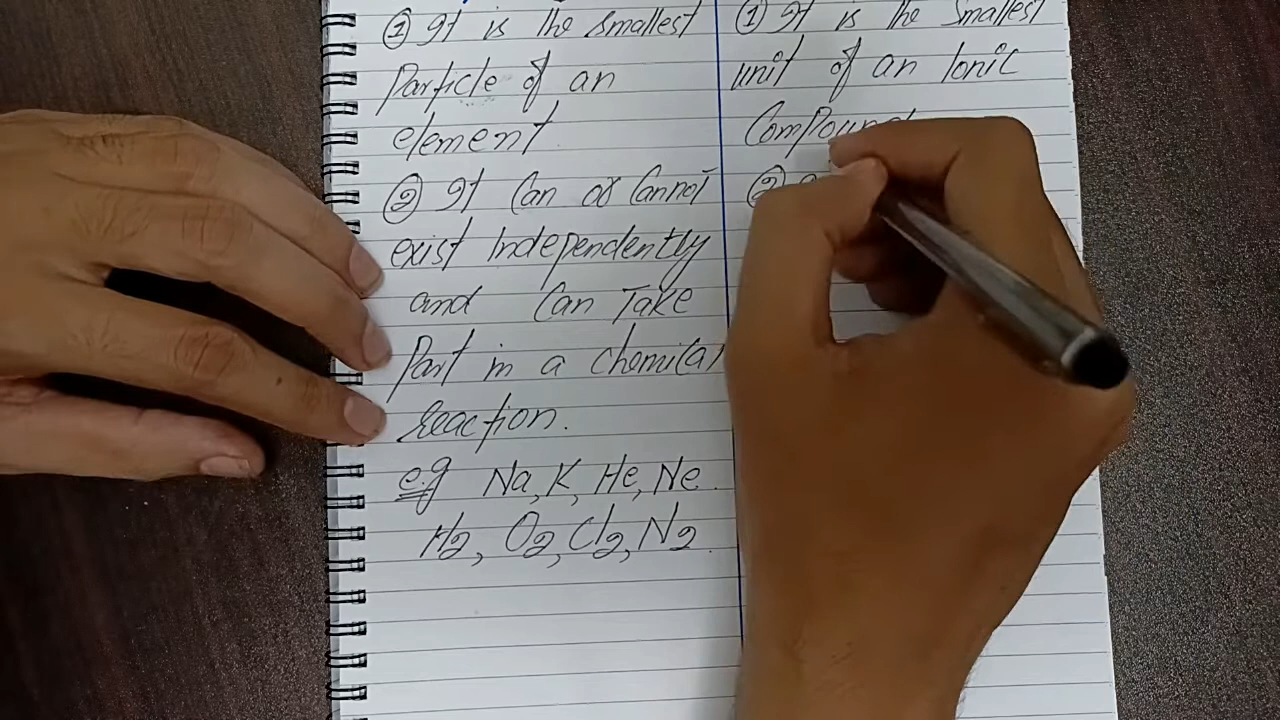 ① It is the smallest
Particle of an
element
② It Can or Cannot
exist Independently
and Can Take
Part in a chemical
Reaction.
e.g Na, K, He, Ne.
H2, O2, Cl2, N2.
① It is the Smallest
unit of an Ionic
Compound
②